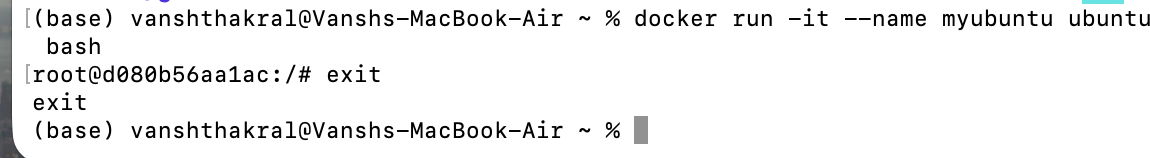 [(base) vanshthakral@Vanshs-MacBook-Air ~ % docker run -it --name myubuntu ubuntu
bash
[root@d080b56aa1ac:/# exit
exit
(base) vanshthakral@Vanshs-MacBook-Air ~ %